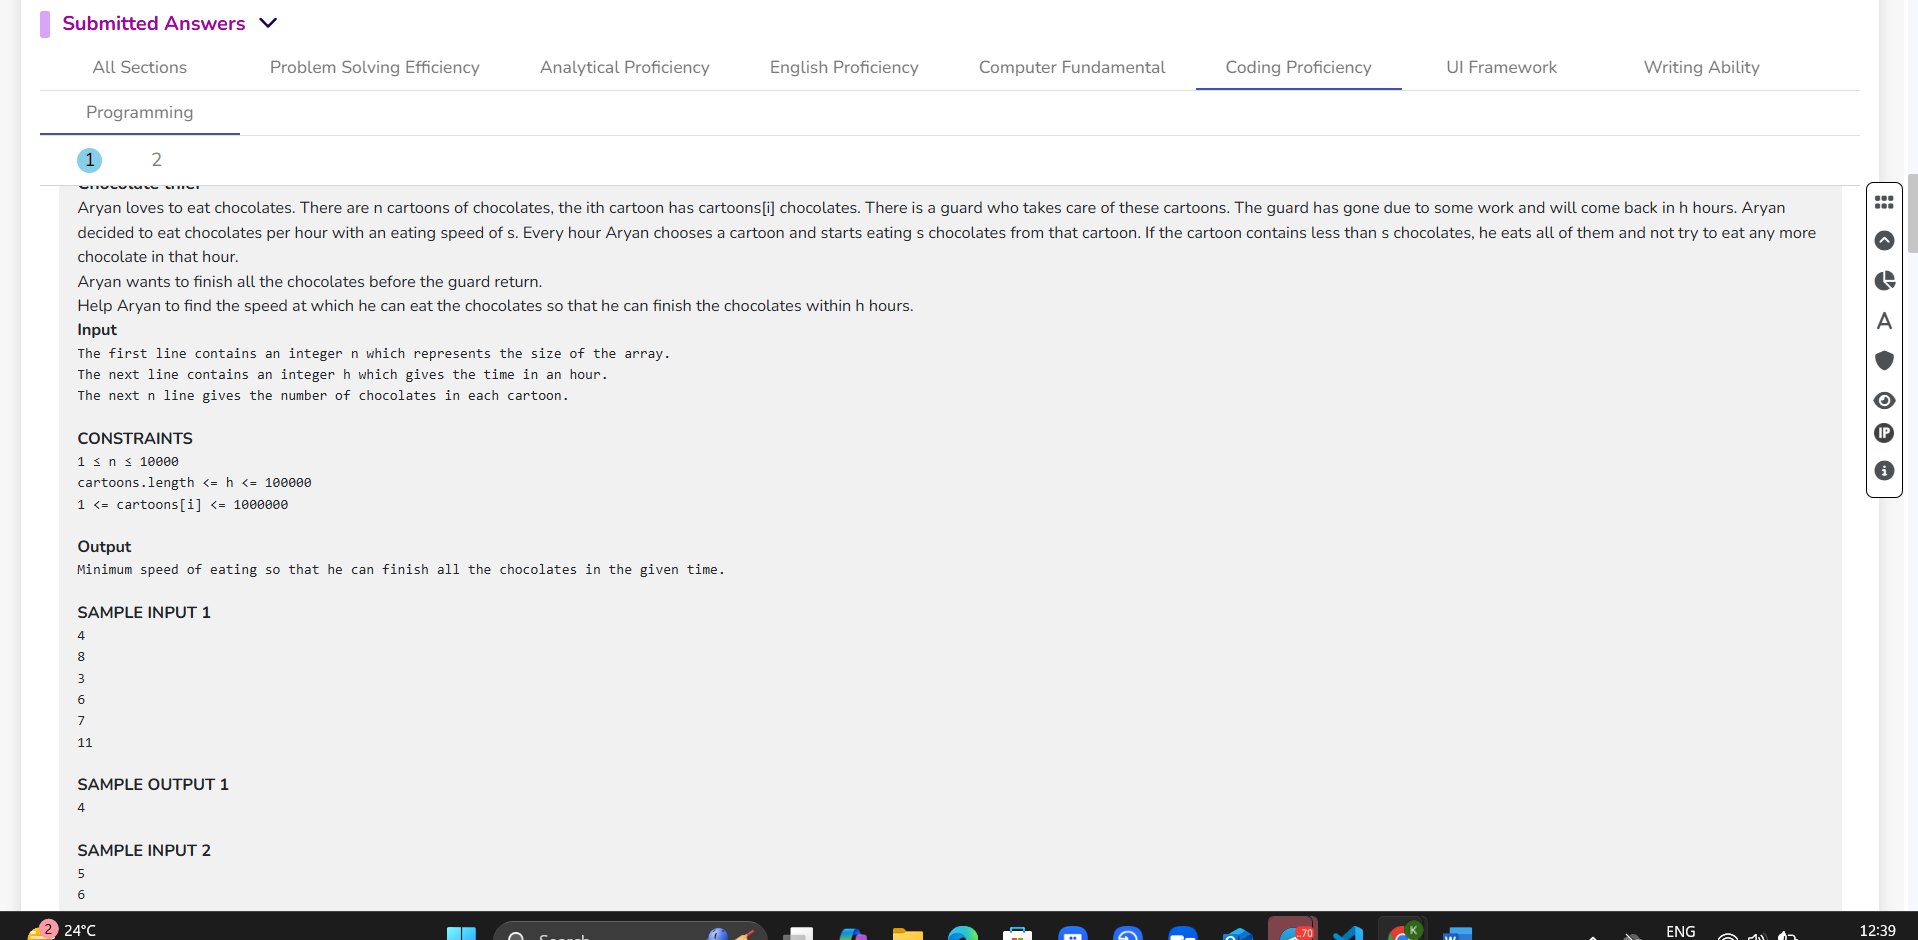 Submitted Answers
All Sections
Problem Solving Efficiency
Analytical Proficiency
English Proficiency
Computer Fundamental
Coding Proficiency
UI Framework
Writing Ability
Programming
1
2
Chocolate thief
Aryan loves to eat chocolates. There are n cartoons of chocolates, the ith cartoon has cartoons[i] chocolates. There is a guard who takes care of these cartoons. The guard has gone due to some work and will come back in h hours. Aryan
decided to eat chocolates per hour with an eating speed of s. Every hour Aryan chooses a cartoon and starts eating s chocolates from that cartoon. If the cartoon contains less than s chocolates, he eats all of them and not try to eat any more
chocolate in that hour.
Aryan wants to finish all the chocolates before the guard return.
Help Aryan to find the speed at which he can eat the chocolates so that he can finish the chocolates within h hours.
Input
The first line contains an integer n which represents the size of the array.
The next line contains an integer h which gives the time in an hour.
The next n line gives the number of chocolates in each cartoon.
CONSTRAINTS
1 ≤ n ≤ 10000
cartoons.length <= h <= 100000
1 <= cartoons[i] <= 1000000
Output
Minimum speed of eating so that he can finish all the chocolates in the given time.
SAMPLE INPUT 1
4
8
3
6
7
11
SAMPLE OUTPUT 1
4
SAMPLE INPUT 2
5
6
A
IP
2
24°C
Search
70
K
W
ENG
12:39